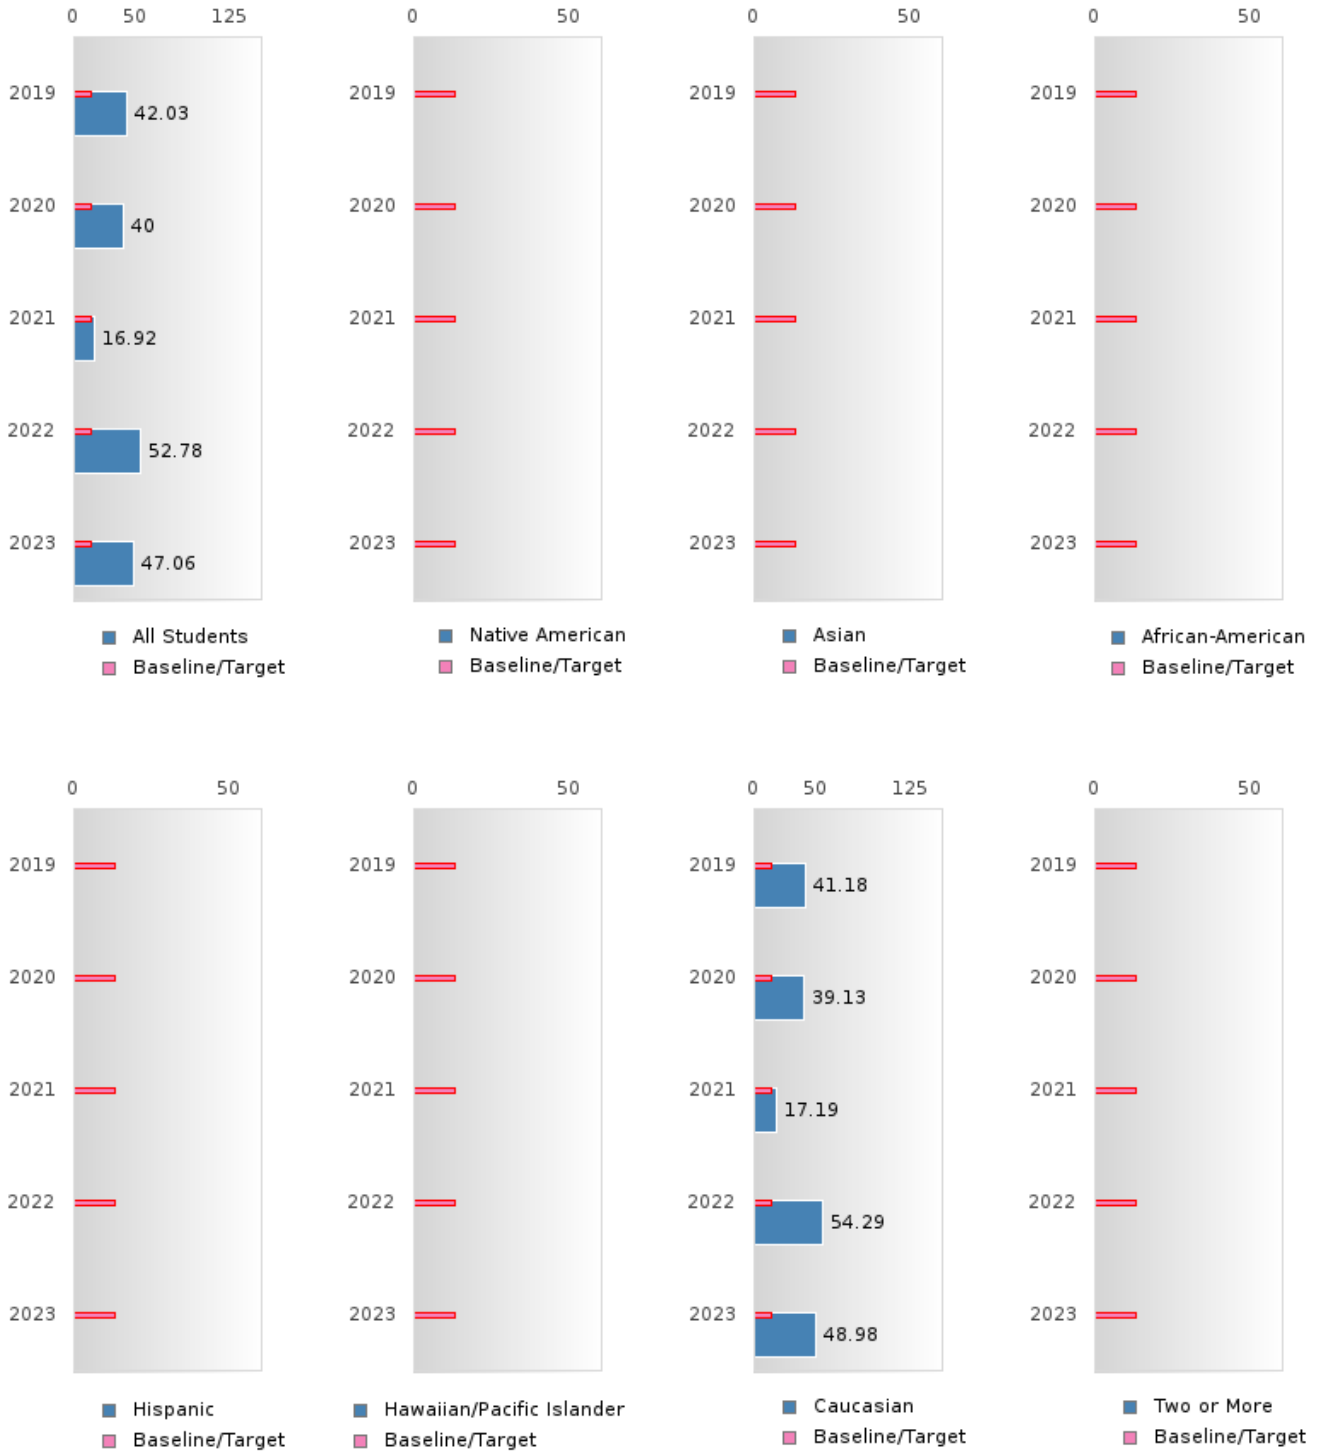 0 50 125
2019 42.03
2020 40
2021 16.92
2022 52.78
2023 47.06
All Students
Baseline/Target
0 50
2019
2020
2021
2022
2023
Native American
Baseline/Target
0 50
2019
2020
2021
2022
2023
Asian
Baseline/Target
0 50
2019
2020
2021
2022
2023
African-American
Baseline/Target
0 50
2019
2020
2021
2022
2023
Hispanic
Baseline/Target
0 50
2019
2020
2021
2022
2023
Hawaiian/Pacific Islander
Baseline/Target
0 50 125
2019 41.18
2020 39.13
2021 17.19
2022 54.29
2023 48.98
Caucasian
Baseline/Target
0 50
2019
2020
2021
2022
2023
Two or More
Baseline/Target